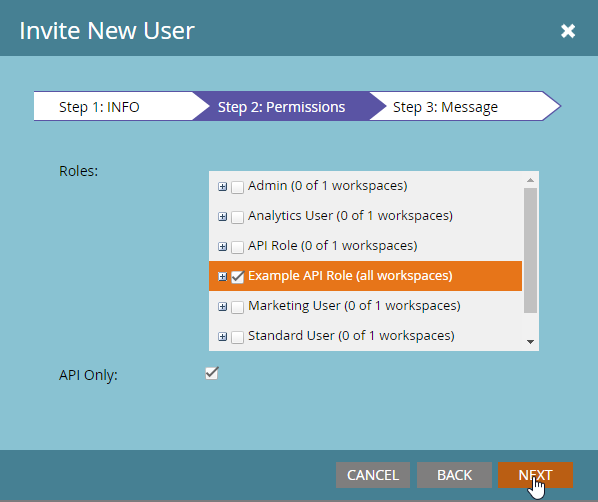 Invite New User
Step 1: INFO
Step 2: Permissions
Step 3: Message
Roles:
Admin (0 of 1 workspaces)
Analytics User (0 of 1 workspaces)
API Role (0 of 1 workspaces)
Example API Role (all workspaces)
Marketing User (0 of 1 workspaces)
Standard User (0 of 1 workspaces)
API Only:
CANCEL
BACK
NEXT